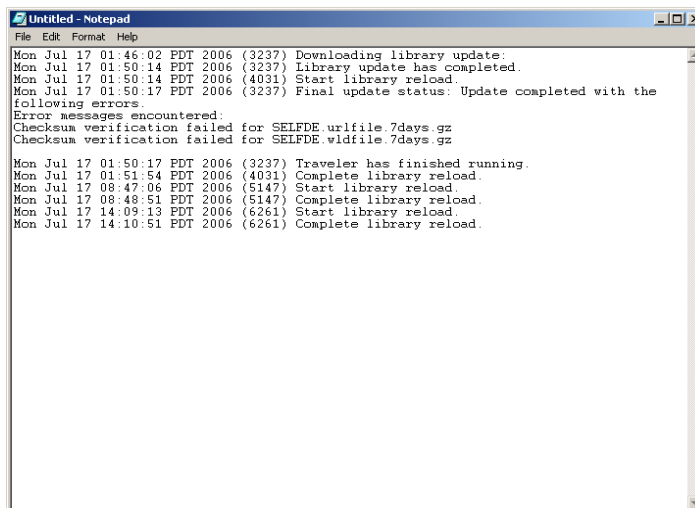 Untitled - Notepad
File Edit Format Help
Mon Jul 17 01:46:02 PDT 2006 (3237) Downloading library update:
Mon Jul 17 01:50:14 PDT 2006 (3237) Library update has completed.
Mon Jul 17 01:50:14 PDT 2006 (4031) Start library reload.
Mon Jul 17 01:50:17 PDT 2006 (3237) Final update status: Update completed with the
following errors.
Error messages encountered:
Checksum verification failed for SELFDE.urlfile.7days.gz
Checksum verification failed for SELFDE.wldfile.7days.gz
Mon Jul 17 01:50:17 PDT 2006 (3237) Traveler has finished running.
Mon Jul 17 01:51:54 PDT 2006 (4031) Complete library reload.
Mon Jul 17 08:47:06 PDT 2006 (5147) Start library reload.
Mon Jul 17 08:48:51 PDT 2006 (5147) Complete library reload.
Mon Jul 17 14:09:13 PDT 2006 (6261) Start library reload.
Mon Jul 17 14:10:51 PDT 2006 (6261) Complete library reload.